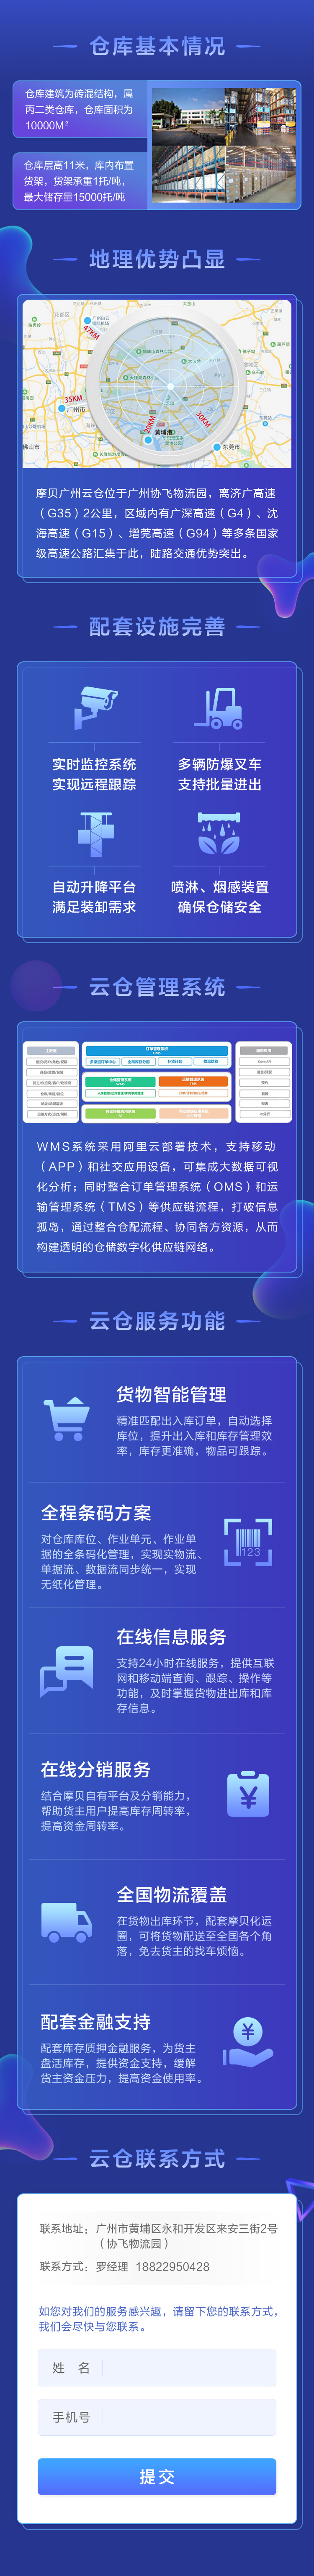 仓库基本情况
仓库建筑为砖混结构，属
丙二类仓库，仓库面积为
10000M²
仓库层高11米，库内布置
货架，货架承重1托/吨，
最大储存量15000托/吨
地理优势凸显
47KM
35KM
广州市
20KM
30KM
黄埔港
佛山市
东莞市
摩贝广州云仓位于广州协飞物流园，离济广高速
（G35）2公里，区域内有广深高速（G4）、沈
海高速（G15）、增莞高速（G94）等多条国家
级高速公路汇集于此，陆路交通优势突出。
配套设施完善
实时监控系统
实现远程跟踪
多辆防爆叉车
支持批量进出
自动升降平台
满足装卸需求
喷淋、烟感装置
确保仓储安全
云仓管理系统
订单管理系统
WMS系统采用阿里云部署技术，支持移动
（APP）和社交应用设备，可集成大数据可视
化分析；同时整合订单管理系统（OMS）和运
输管理系统（TMS）等供应链流程，打破信息
孤岛，通过整合仓配流程、协同各方资源，从而
构建透明的仓储数字化供应链网络。
云仓服务功能
货物智能管理
精准匹配出入库订单，自动选择
库位，提升出入库和库存管理效
率，库存更准确，物品可跟踪。
全程条码方案
对仓库库位、作业单元、作业单
据的全条码化管理，实现实物流、
单据流、数据流同步统一，实现
无纸化管理。
123
在线信息服务
支持24小时在线服务，提供互联
网和移动端查询、跟踪、操作等
功能，及时掌握货物进出库和库
存信息。
在线分销服务
结合摩贝自有平台及分销能力，
帮助货主用户提高库存周转率，
提高资金周转率。
¥
全国物流覆盖
在货物出库环节，配套摩贝化运
圈，可将货物配送至全国各个角
落，免去货主的找车烦恼。
配套金融支持
配套库存质押金融服务，为货主
盘活库存，提供资金支持，缓解
货主资金压力，提高资金使用率。
¥
云仓联系方式
联系地址：广州市黄埔区永和开发区来安三街2号
（协飞物流园）
联系方式：罗经理 18822950428
如您对我们的服务感兴趣，请留下您的联系方式，
我们会尽快与您联系。
姓 名
手机号
提交